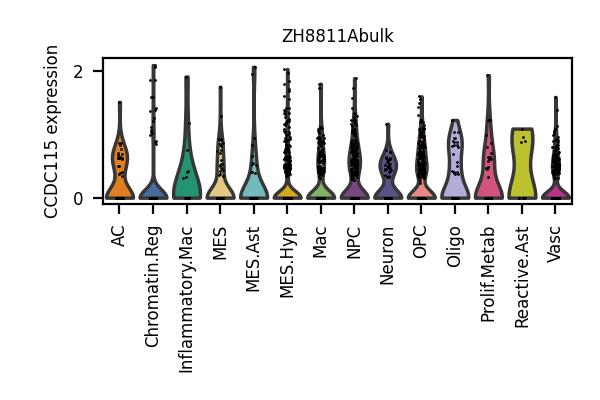 ZH8811Abulk
CCDC115 expression
2
0
AC
Chromatin.Reg
Inflammatory.Mac
MES
MES.Ast
MES.Hyp
Mac
NPC
Neuron
OPC
Oligo
Prolif.Metab
Reactive.Ast
Vasc